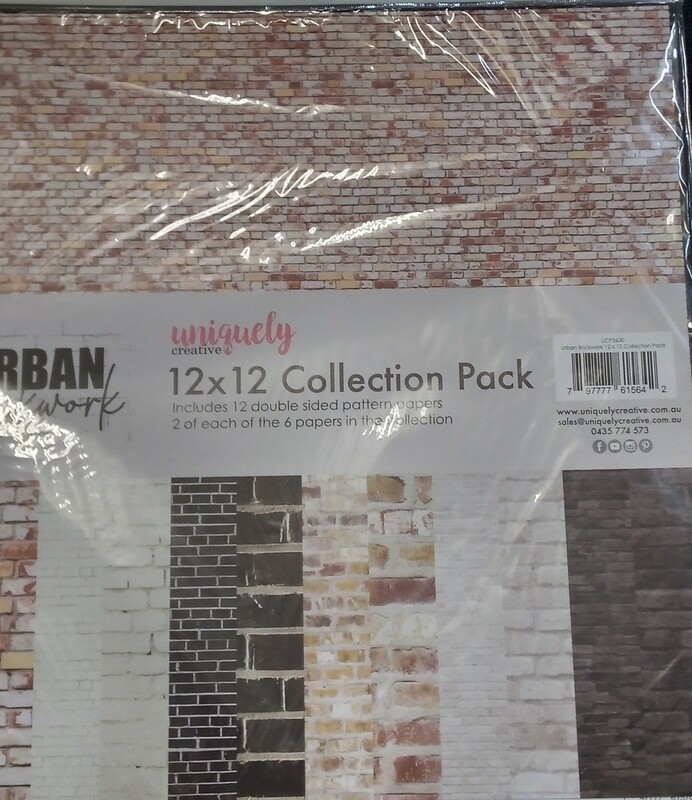 RBAN
kwork
uniquely
creative
12x12 Collection Pack
Includes 12 double sided pattern papers
2 of each of the 6 papers in the collection
Urban Brickwork 12 x 12 Collection Pack
7 97777 61564 2
www.uniquelycreative.com.au
sales@uniquelycreative.com.au
0435 774 573